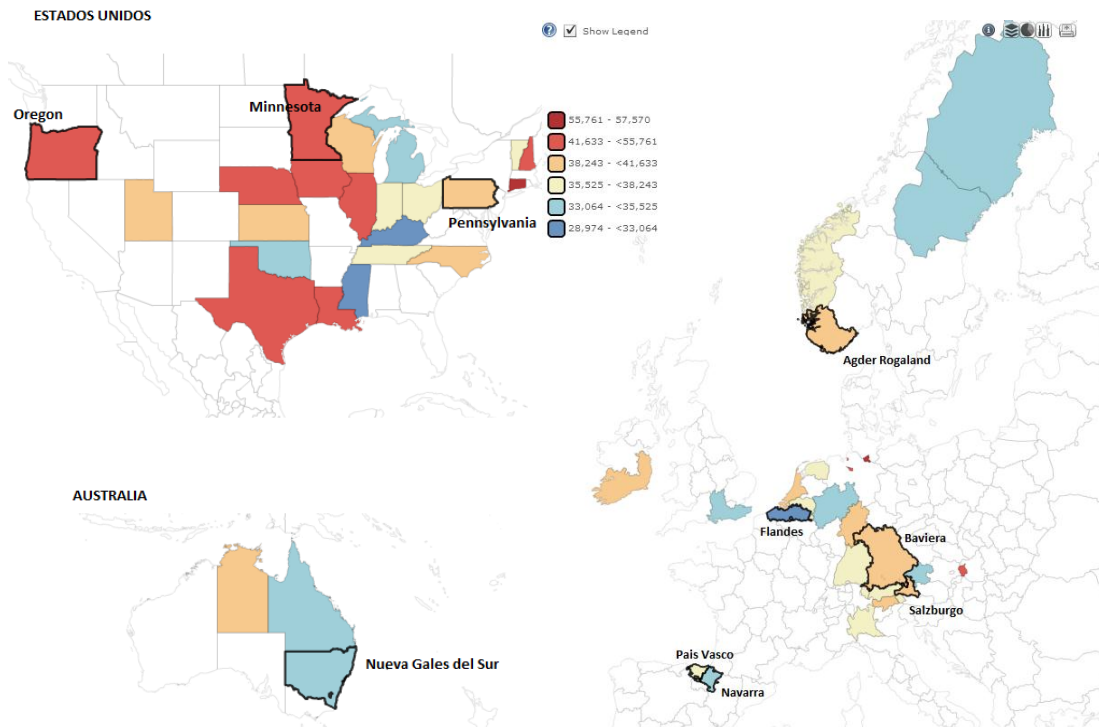 ESTADOS UNIDOS
Show Legend
Oregon
Minnesota
Pennsylvania
55,761 - 57,570
41,633 - <55,761
38,243 - <41,633
35,525 - <38,243
33,064 - <35,525
28,974 - <33,064
Agder Rogaland
AUSTRALIA
Nueva Gales del Sur
Flandes
Baviera
Salzburgo
Pais Vasco
Navarra